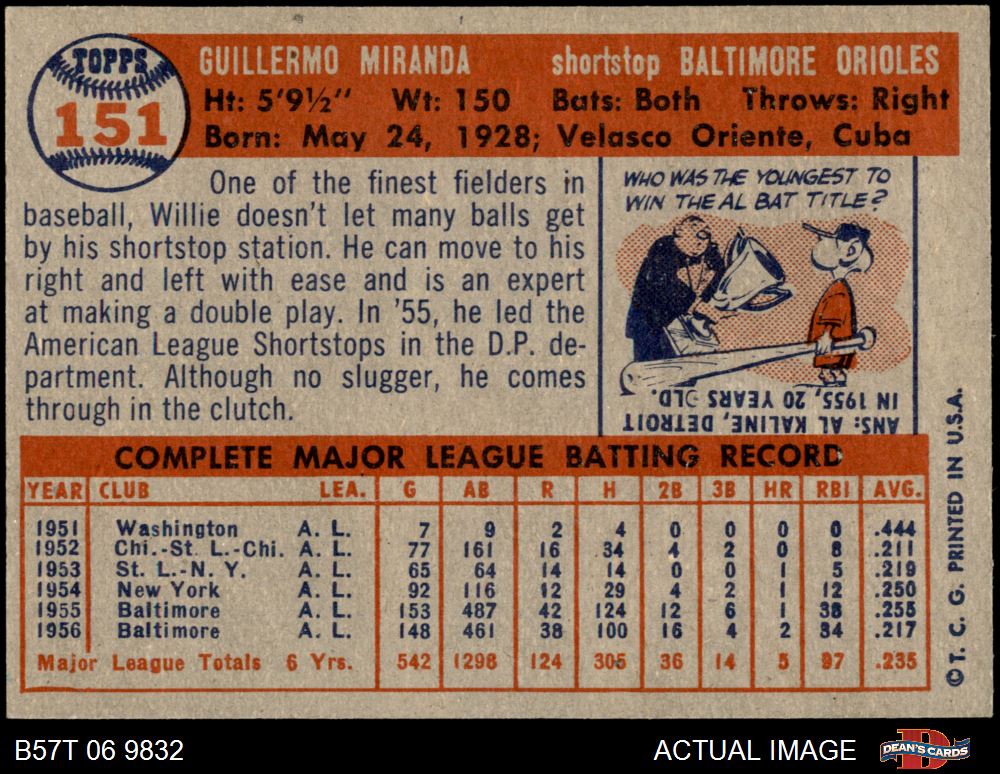 TOPPS
151
GUILLERMO MIRANDA shortstop BALTIMORE ORIOLES
Ht: 5'9½" Wt: 150 Bats: Both Throws: Right
Born: May 24, 1928; Velasco Oriente, Cuba
One of the finest fielders in
baseball, Willie doesn't let many balls get
by his shortstop station. He can move to his
right and left with ease and is an expert
at making a double play. In '55, he led the
American League Shortstops in the D.P. de-
partment. Although no slugger, he comes
through in the clutch.
WHO WAS THE YOUNGEST TO
WIN THE AL BAT TITLE?
ANS: AL KALINE, DETROIT
IN 1955, 20 YEARS OLD.
COMPLETE MAJOR LEAGUE BATTING RECORD
YEAR CLUB LEA. G AB R H 2B 3B HR RBI AVG.
1951 Washington A. L. 7 9 2 4 0 0 0 0 .444
1952 Chi.-St. L.-Chi. A. L. 77 161 16 34 4 2 0 8 .211
1953 St. L.-N. Y. A. L. 65 64 14 14 0 0 1 5 .219
1954 New York A. L. 92 116 12 29 4 2 1 12 .250
1955 Baltimore A. L. 153 487 42 124 12 6 1 38 .255
1956 Baltimore A. L. 148 461 38 100 16 4 2 34 .217
Major League Totals 6 Yrs. 542 1298 124 305 36 14 5 97 .235
© T. C. G. PRINTED IN U.S.A.
B57T 06 9832 ACTUAL IMAGE DEAN'S CARDS